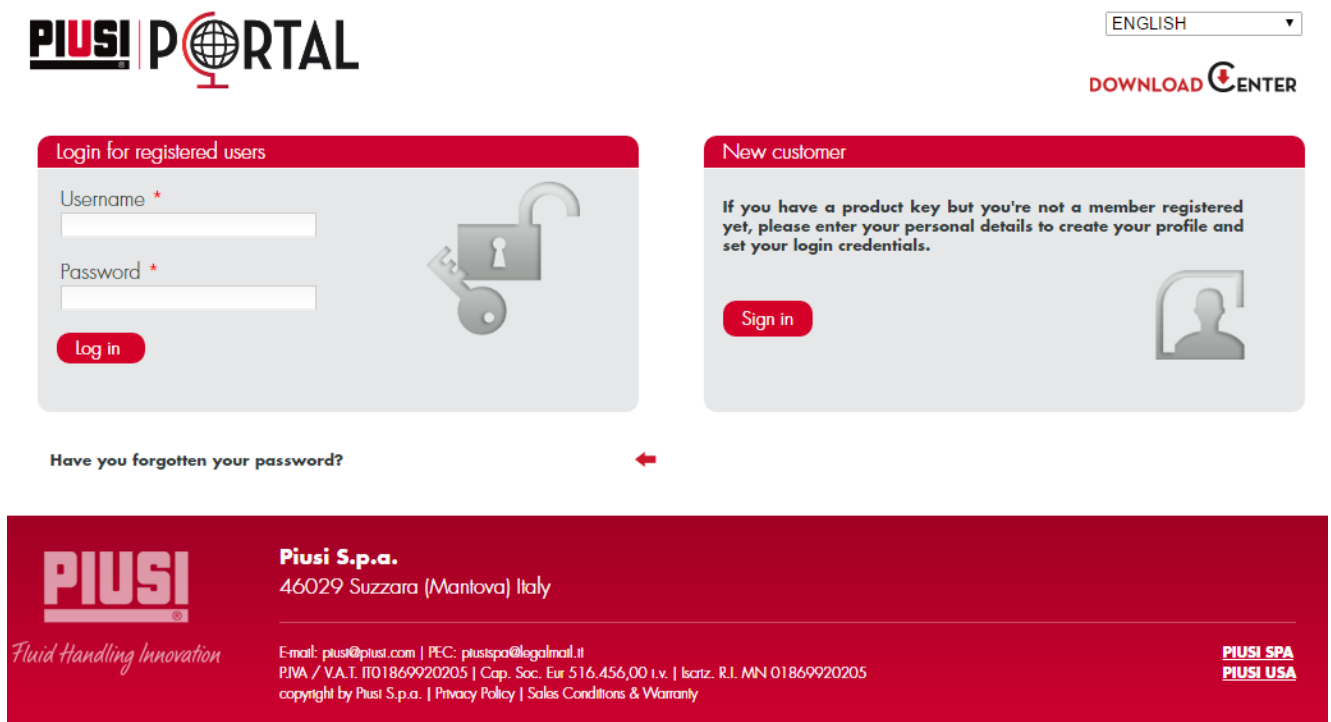 PIUSI PORTAL
ENGLISH
DOWNLOAD CENTER
Login for registered users
Username *
Password *
Log in
New customer
If you have a product key but you're not a member registered
yet, please enter your personal details to create your profile and
set your login credentials.
Sign in
Have you forgotten your password?
PIUSI
®
Fluid Handling Innovation
Piusi S.p.a.
46029 Suzzara (Mantova) Italy
E-mail: piusi@piusi.com | PEC: piusispa@legalmail.it
P.IVA / V.A.T. IT01869920205 | Cap. Soc. Eur 516.456,00 i.v. | Iscriz. R.I. MN 01869920205
copyright by Piusi S.p.a. | Privacy Policy | Sales Conditions & Warranty
PIUSI SPA
PIUSI USA